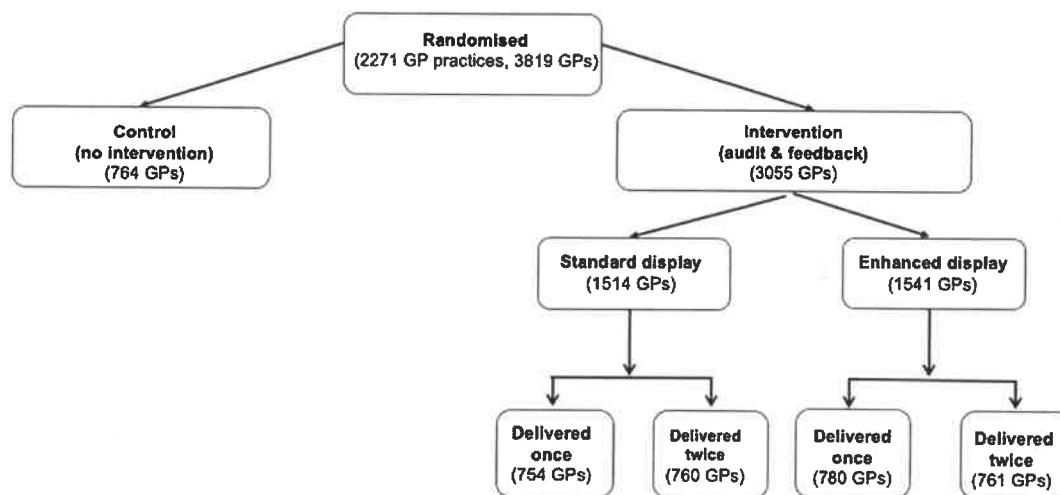 Randomised
(2271 GP practices, 3819 GPs)
Control
(no intervention)
(764 GPs)
Intervention
(audit & feedback)
(3055 GPs)
Standard display
(1514 GPs)
Enhanced display
(1541 GPs)
Delivered
once
(754 GPs)
Delivered
twice
(760 GPs)
Delivered
once
(780 GPs)
Delivered
twice
(761 GPs)